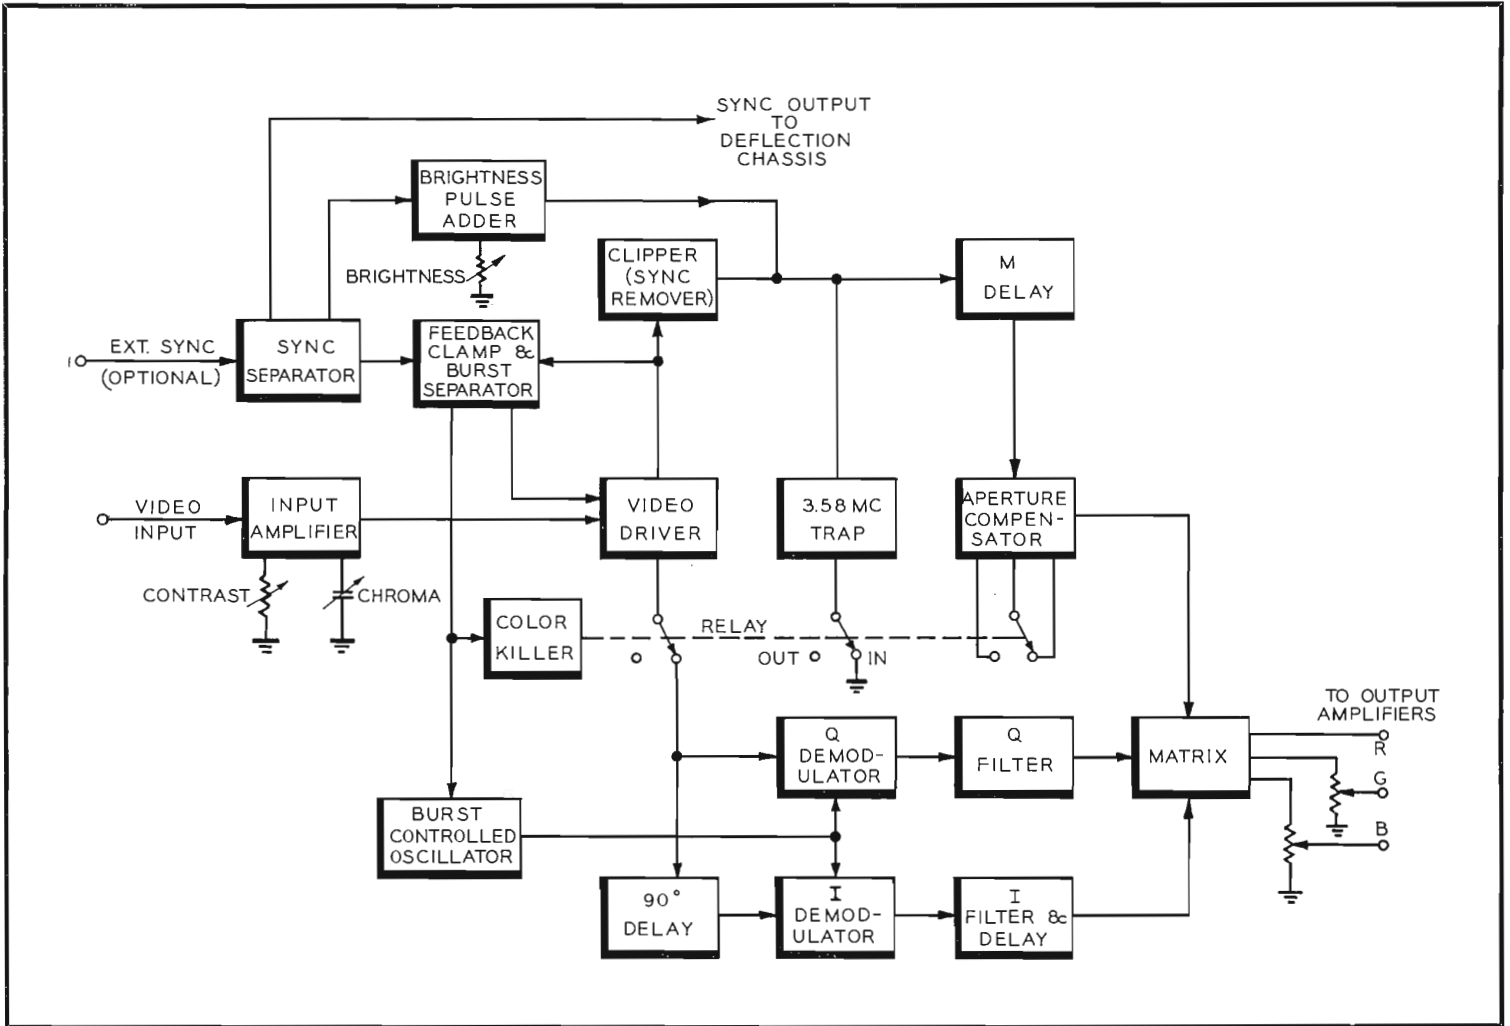 SYNC OUTPUT
TO
DEFLECTION
CHASSIS
BRIGHTNESS
PULSE
ADDER
BRIGHTNESS
CLIPPER
(SYNC
REMOVER)
M
DELAY
EXT. SYNC
(OPTIONAL)
SYNC
SEPARATOR
FEEDBACK
CLAMP &
BURST
SEPARATOR
VIDEO
INPUT
INPUT
AMPLIFIER
VIDEO
DRIVER
3.58 MC
TRAP
APERTURE
COMPEN-
SATOR
CONTRAST
CHROMA
COLOR
KILLER
RELAY
OUT
IN
TO OUTPUT
AMPLIFIERS
Q
DEMOD-
ULATOR
Q
FILTER
MATRIX
R
G
B
BURST
CONTROLLED
OSCILLATOR
90°
DELAY
I
DEMOD-
ULATOR
I
FILTER &
DELAY